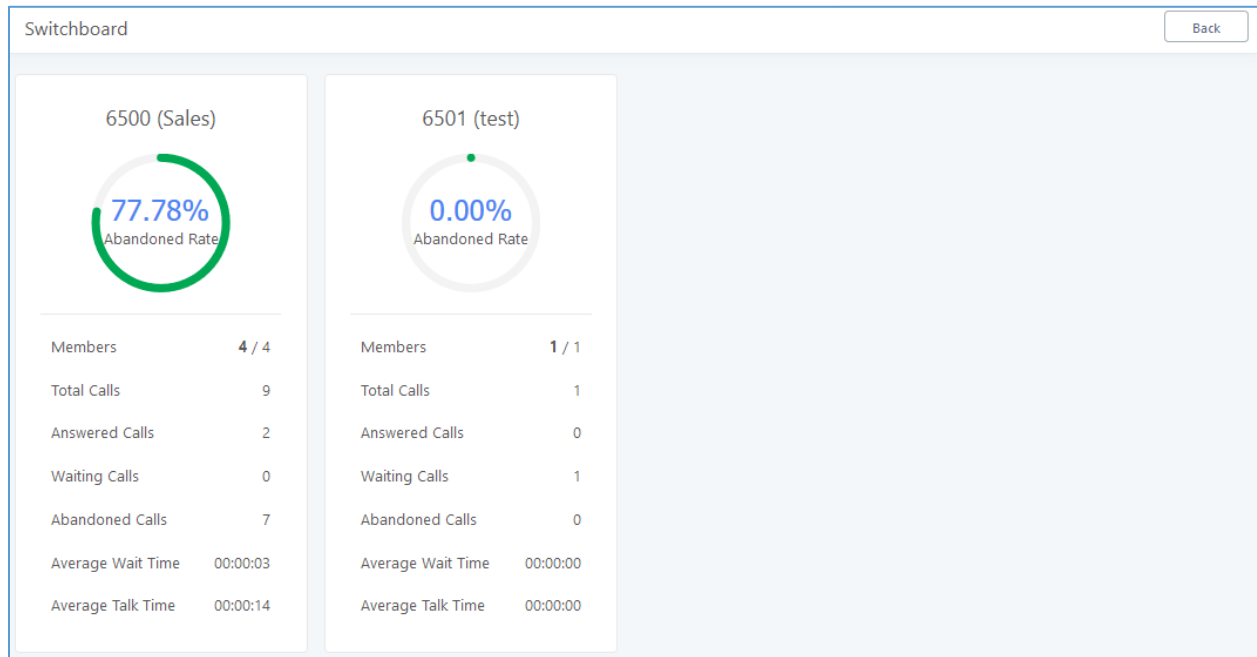 Switchboard
Back
6500 (Sales)
77.78%
Abandoned Rate
Members 4 / 4
Total Calls 9
Answered Calls 2
Waiting Calls 0
Abandoned Calls 7
Average Wait Time 00:00:03
Average Talk Time 00:00:14
6501 (test)
0.00%
Abandoned Rate
Members 1 / 1
Total Calls 1
Answered Calls 0
Waiting Calls 1
Abandoned Calls 0
Average Wait Time 00:00:00
Average Talk Time 00:00:00